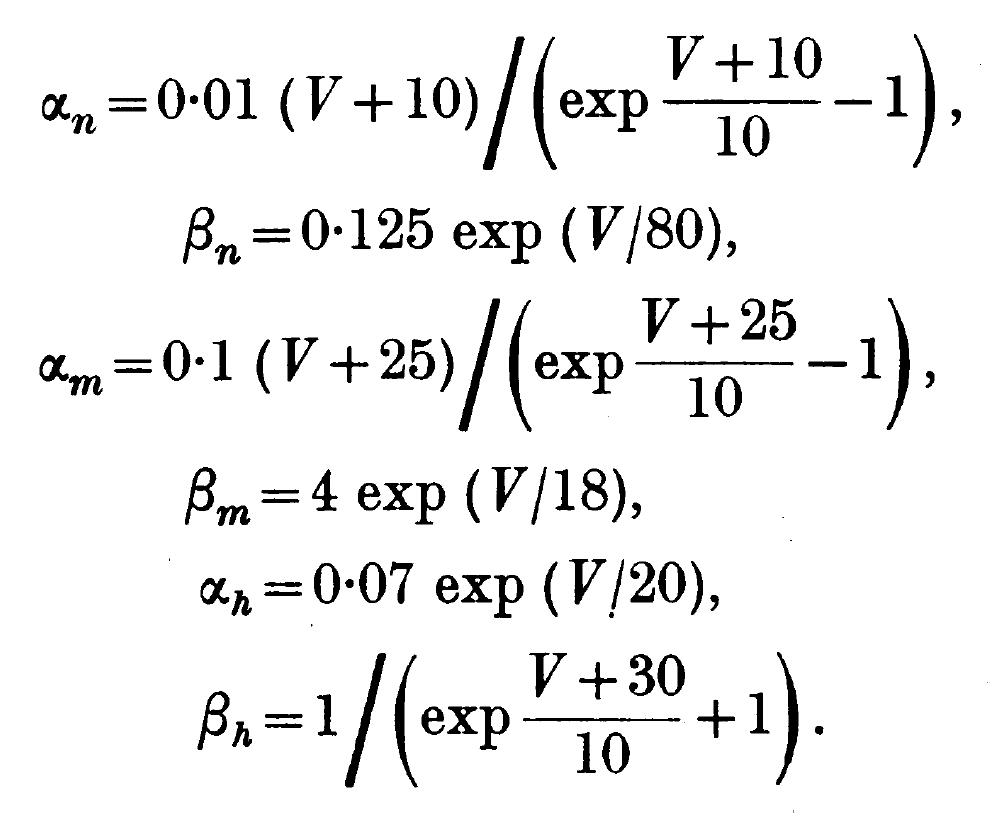 αₙ = 0·01 (V + 10) / (exp (V + 10)/10 − 1),
βₙ = 0·125 exp (V/80),
αₘ = 0·1 (V + 25) / (exp (V + 25)/10 − 1),
βₘ = 4 exp (V/18),
αₕ = 0·07 exp (V/20),
βₕ = 1 / (exp (V + 30)/10 + 1).